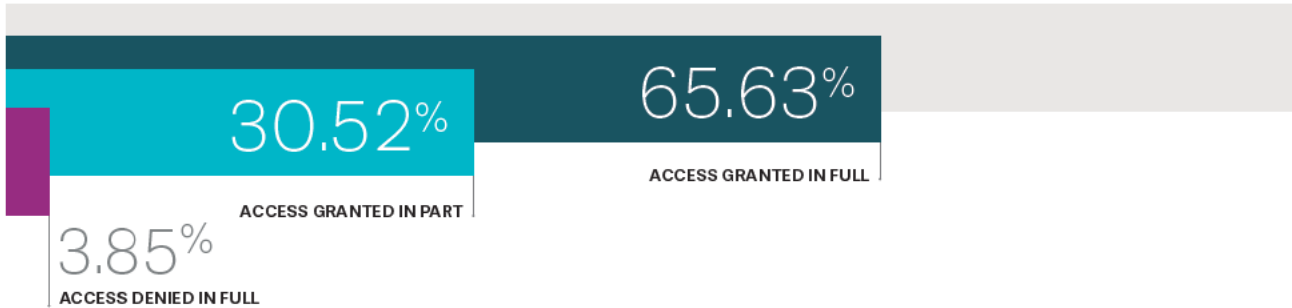 65.63%
ACCESS GRANTED IN FULL
30.52%
ACCESS GRANTED IN PART
3.85%
ACCESS DENIED IN FULL